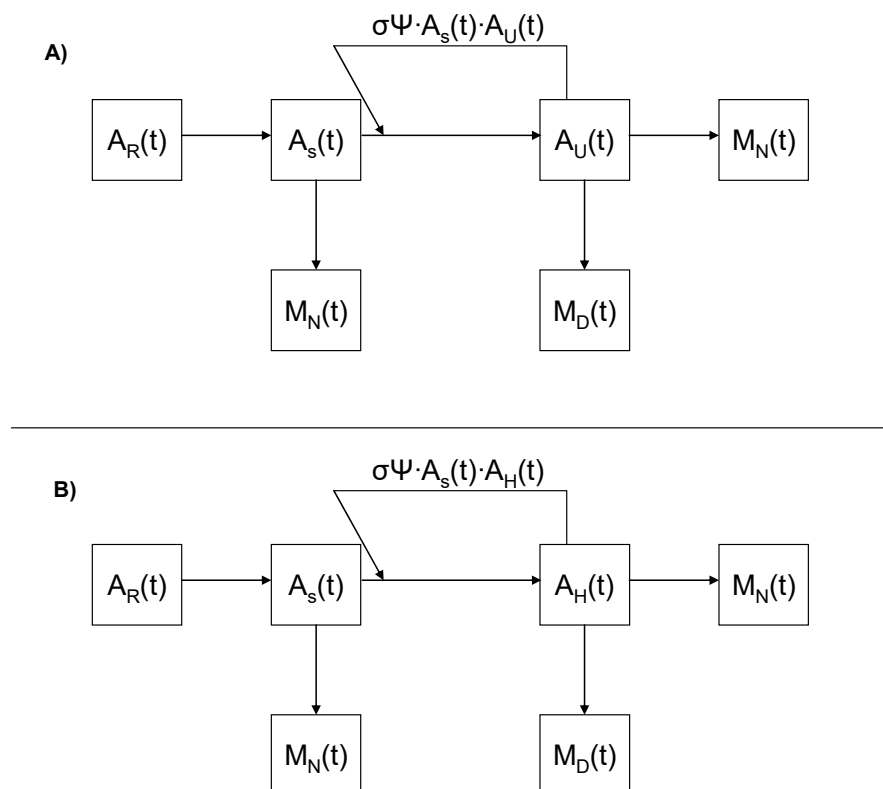 σΨ·A_s(t)·A_U(t)
A)
A_R(t) A_s(t) A_U(t) M_N(t)
M_N(t) M_D(t)
σΨ·A_s(t)·A_H(t)
B)
A_R(t) A_s(t) A_H(t) M_N(t)
M_N(t) M_D(t)